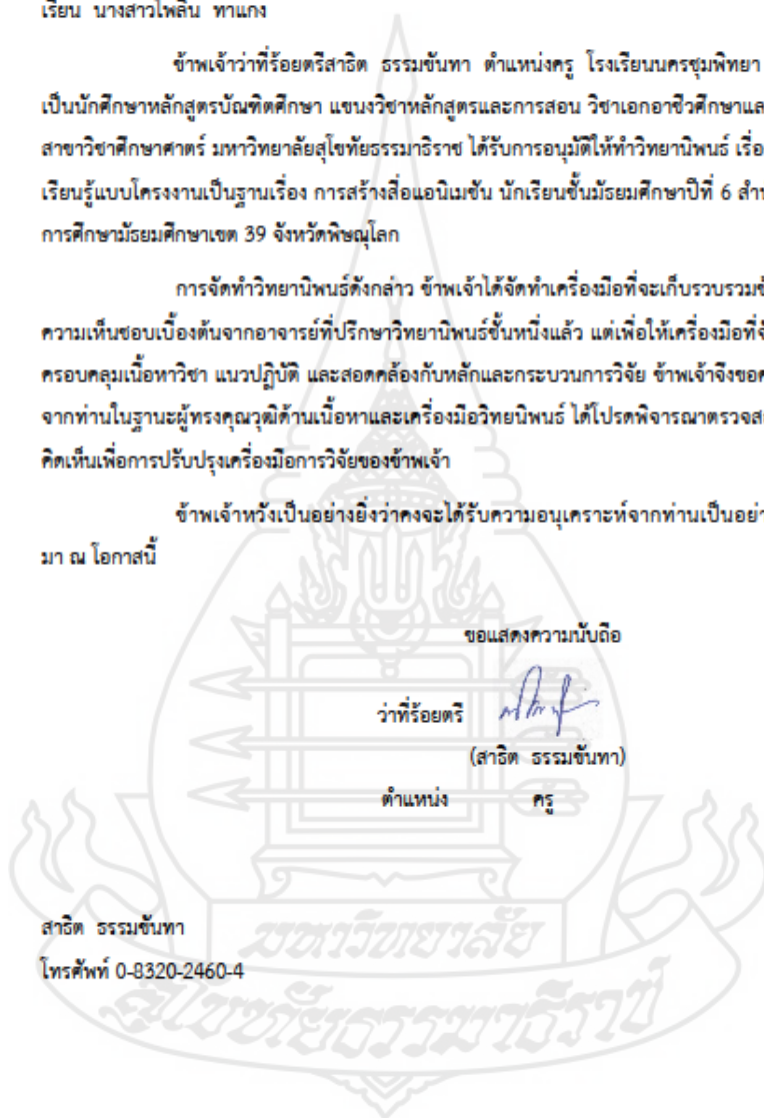 เรียน นางสาวไพลิน ทาแกง
ข้าพเจ้าว่าที่ร้อยตรีสาธิต ธรรมขันทา ตำแหน่งครู โรงเรียนนครชุมพิทยา
เป็นนักศึกษาหลักสูตรบัณฑิตศึกษา แขนงวิชาหลักสูตรและการสอน วิชาเอกอาชีวศึกษาแล
สาขาวิชาศึกษาศาตร์ มหาวิทยาลัยสุโขทัยธรรมาธิราช ได้รับการอนุมัติให้ทำวิทยานิพนธ์ เรื่อ
เรียนรู้แบบโครงงานเป็นฐานเรื่อง การสร้างสื่อแอนิเมชัน นักเรียนชั้นมัธยมศึกษาปีที่ 6 สำน
การศึกษามัธยมศึกษาเขต 39 จังหวัดพิษณุโลก
การจัดทำวิทยานิพนธ์ดังกล่าว ข้าพเจ้าได้จัดทำเครื่องมือที่จะเก็บรวบรวมข้
ความเห็นชอบเบื้องต้นจากอาจารย์ที่ปรึกษาวิทยานิพนธ์ชั้นหนึ่งแล้ว แต่เพื่อให้เครื่องมือที่จั
ครอบคลุมเนื้อหาวิชา แนวปฏิบัติ และสอดคล้องกับหลักและกระบวนการวิจัย ข้าพเจ้าจึงขอค
จากท่านในฐานะผู้ทรงคุณวุฒิด้านเนื้อหาและเครื่องมือวิทยนิพนธ์ ได้โปรดพิจารณาตรวจส
คิดเห็นเพื่อการปรับปรุงเครื่องมือการวิจัยของข้าพเจ้า
ข้าพเจ้าหวังเป็นอย่างยิ่งว่าคงจะได้รับความอนุเคราะห์จากท่านเป็นอย่า
มา ณ โอกาสนี้
ขอแสดงความนับถือ
ว่าที่ร้อยตรี
(สาธิต ธรรมขันทา)
ตำแหน่ง ครู
สาธิต ธรรมขันทา
โทรศัพท์ 0-8320-2460-4
มหาวิทยาลัย
สุโขทัยธรรมาธิราช